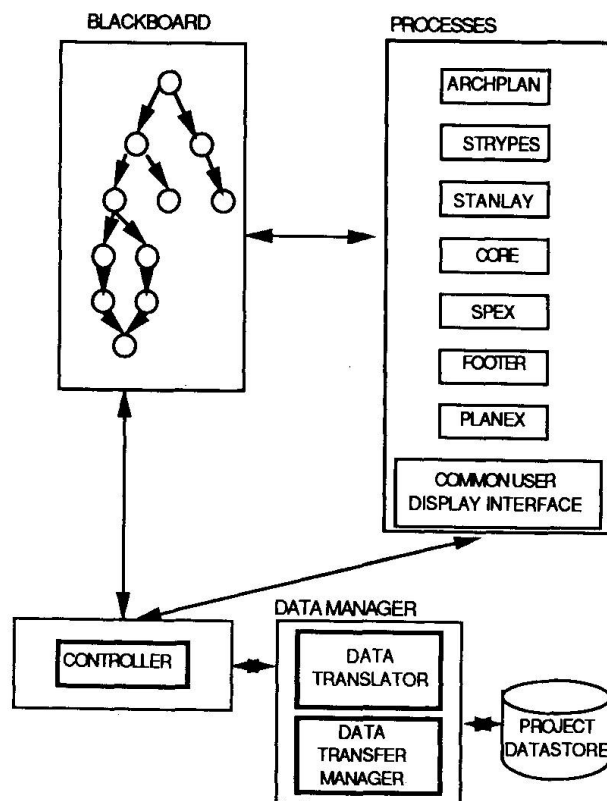 BLACKBOARD
PROCESSES
ARCHPLAN
STRYPES
STANLAY
CORE
SPEX
FOOTER
PLANEX
COMMON USER
DISPLAY INTERFACE
CONTROLLER
DATA MANAGER
DATA
TRANSLATOR
DATA
TRANSFER
MANAGER
PROJECT
DATASTORE